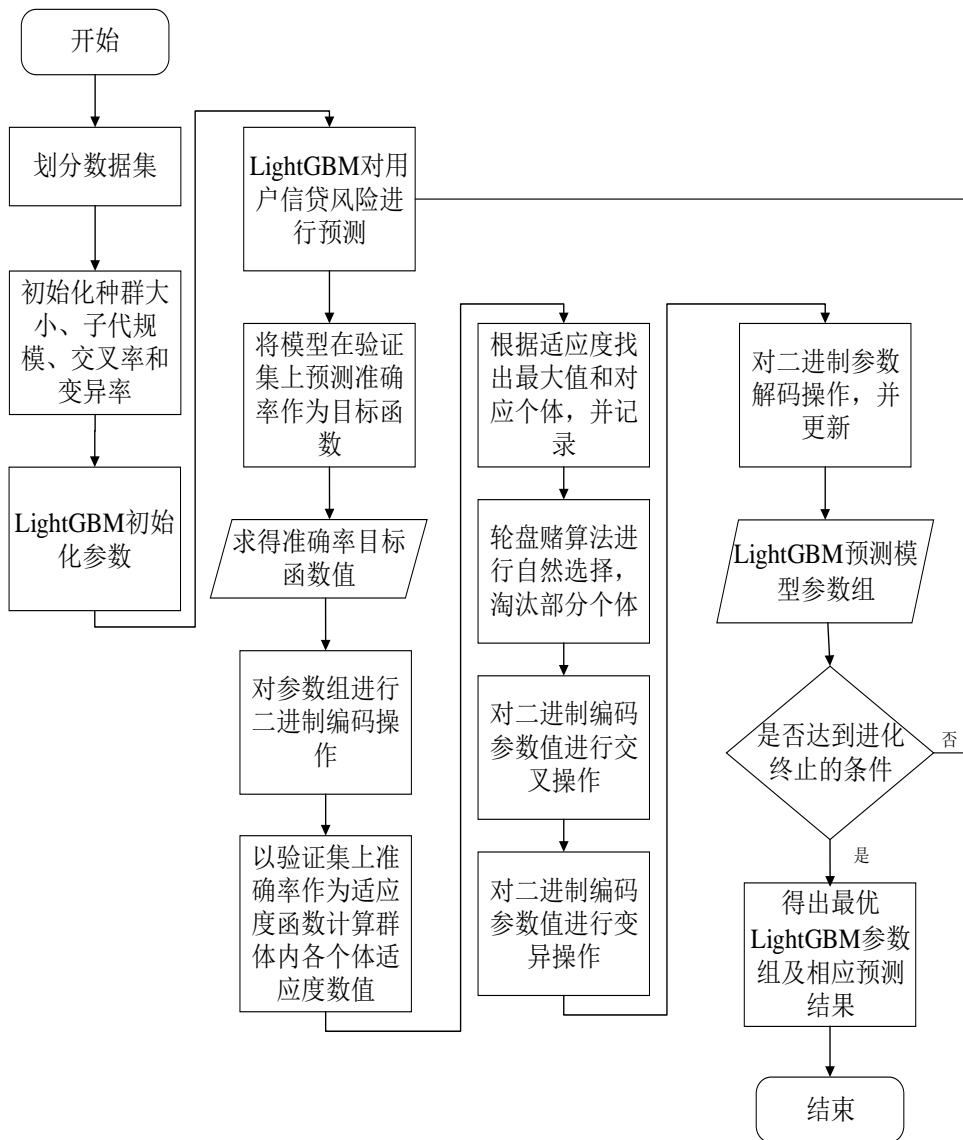 开始
划分数据集
初始化种群大
小、子代规
模、交叉率和
变异率
LightGBM初始
化参数
LightGBM对用
户信贷风险进
行预测
将模型在验证
集上预测准确
率作为目标函
数
求得准确率目标
函数值
对参数组进行
二进制编码操
作
以验证集上准
确率作为适应
度函数计算群
体内各个体适
应度数值
根据适应度找
出最大值和对
应个体，并记
录
轮盘赌算法进
行自然选择，
淘汰部分个体
对二进制编码
参数值进行交
叉操作
对二进制编码
参数值进行变
异操作
对二进制参数
解码操作，并
更新
LightGBM预测模
型参数组
是否达到进化
终止的条件
否
是
得出最优
LightGBM参数
组及相应预测
结果
结束